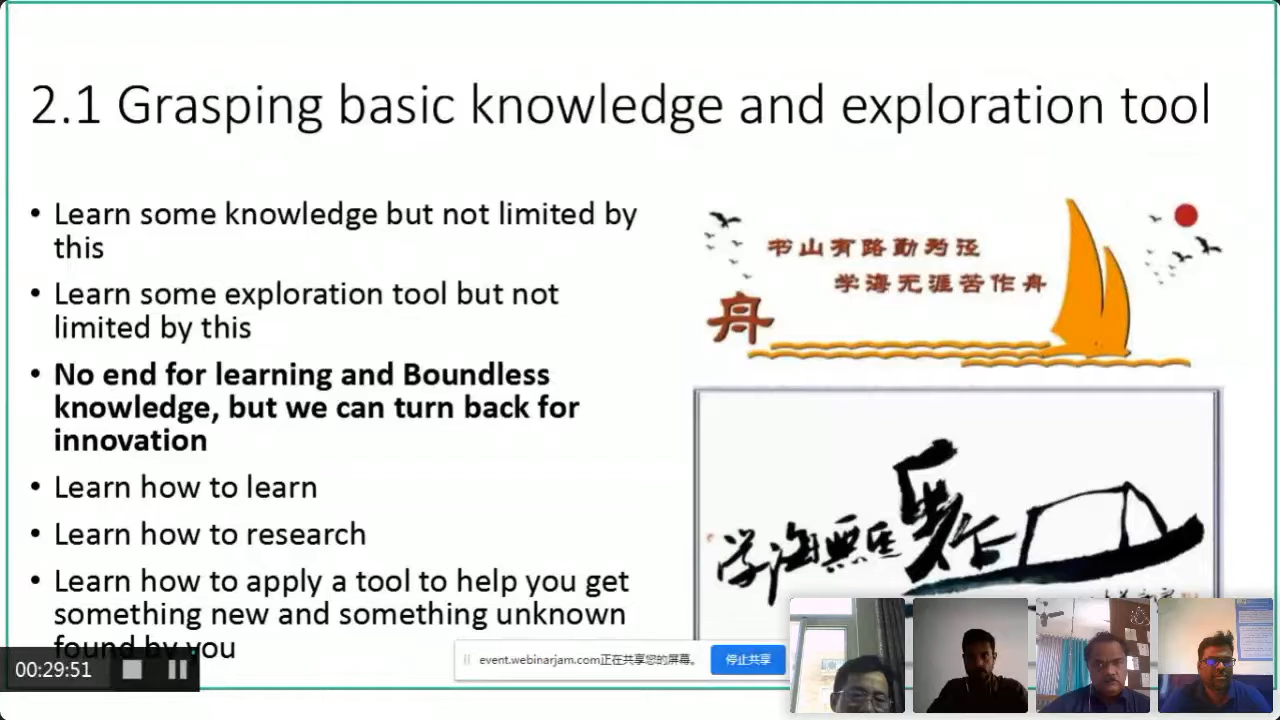 2.1 Grasping basic knowledge and exploration tool
• Learn some knowledge but not limited by
this
• Learn some exploration tool but not
limited by this
• No end for learning and Boundless
knowledge, but we can turn back for
innovation
• Learn how to learn
• Learn how to research
• Learn how to apply a tool to help you get
something new and something unknown
found by you
书山有路勤为径
学海无涯苦作舟
舟
学海無涯
作
00:29:51
event.webinarjam.com正在共享您的屏幕。
停止共享